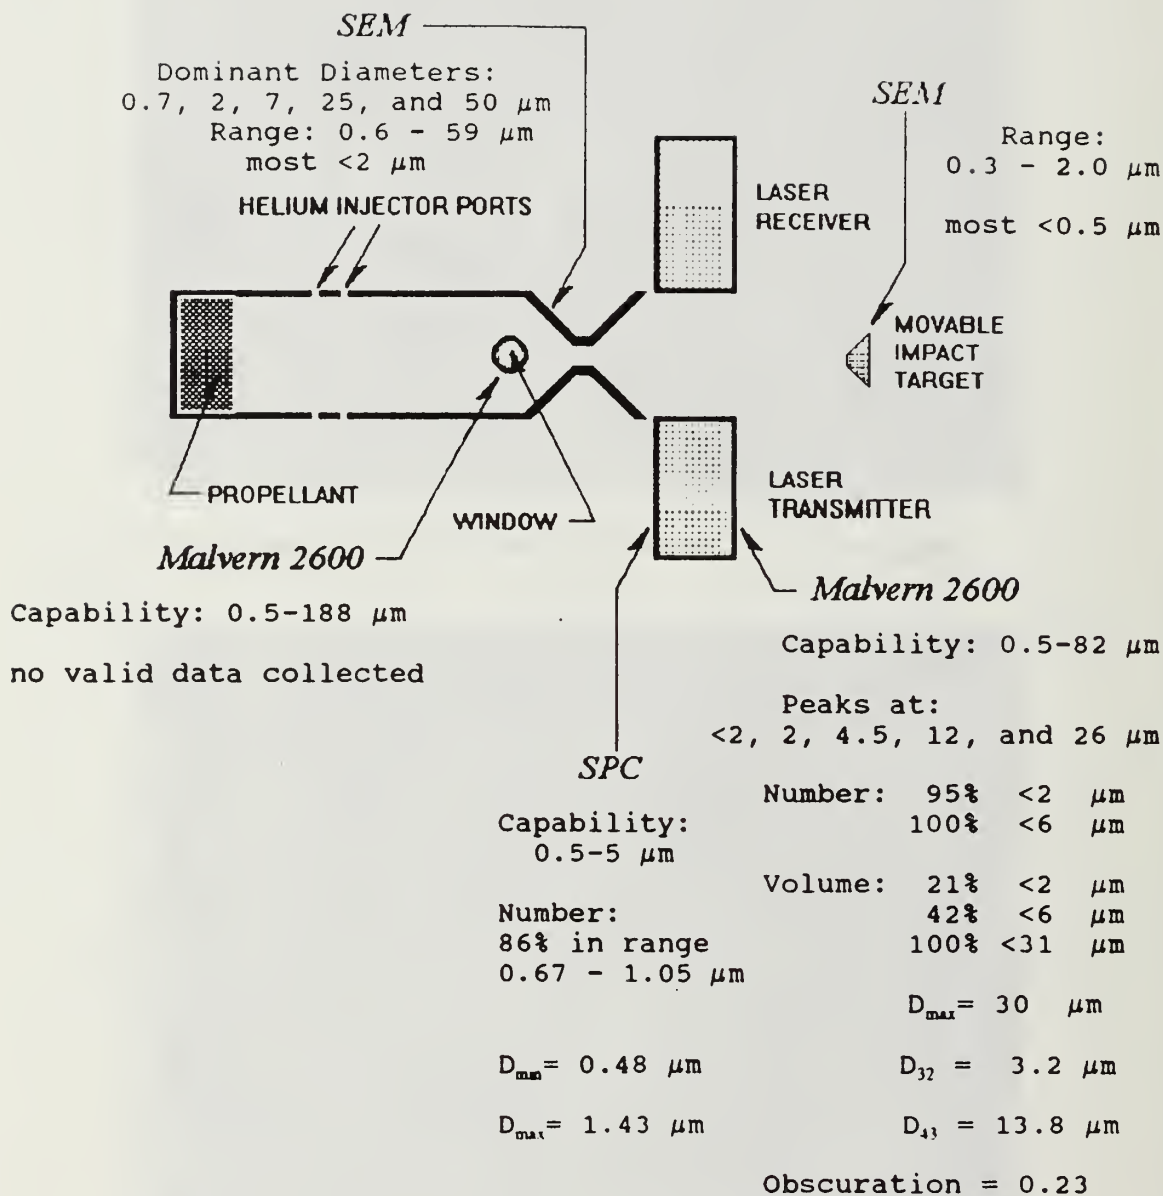 SEM
Dominant Diameters:
0.7, 2, 7, 25, and 50 μm
Range: 0.6 - 59 μm
most <2 μm
HELIUM INJECTOR PORTS
SEM
Range:
0.3 - 2.0 μm
most <0.5 μm
LASER
RECEIVER
MOVABLE
IMPACT
TARGET
PROPELLANT
WINDOW
LASER
TRANSMITTER
Malvern 2600
Capability: 0.5-188 μm
no valid data collected
Malvern 2600
Capability: 0.5-82 μm
Peaks at:
<2, 2, 4.5, 12, and 26 μm
Number: 95% <2 μm
100% <6 μm
Volume: 21% <2 μm
42% <6 μm
100% <31 μm
Dmax= 30 μm
D32 = 3.2 μm
D43 = 13.8 μm
Obscuration = 0.23
SPC
Capability:
0.5-5 μm
Number:
86% in range
0.67 - 1.05 μm
Dmin= 0.48 μm
Dmax= 1.43 μm